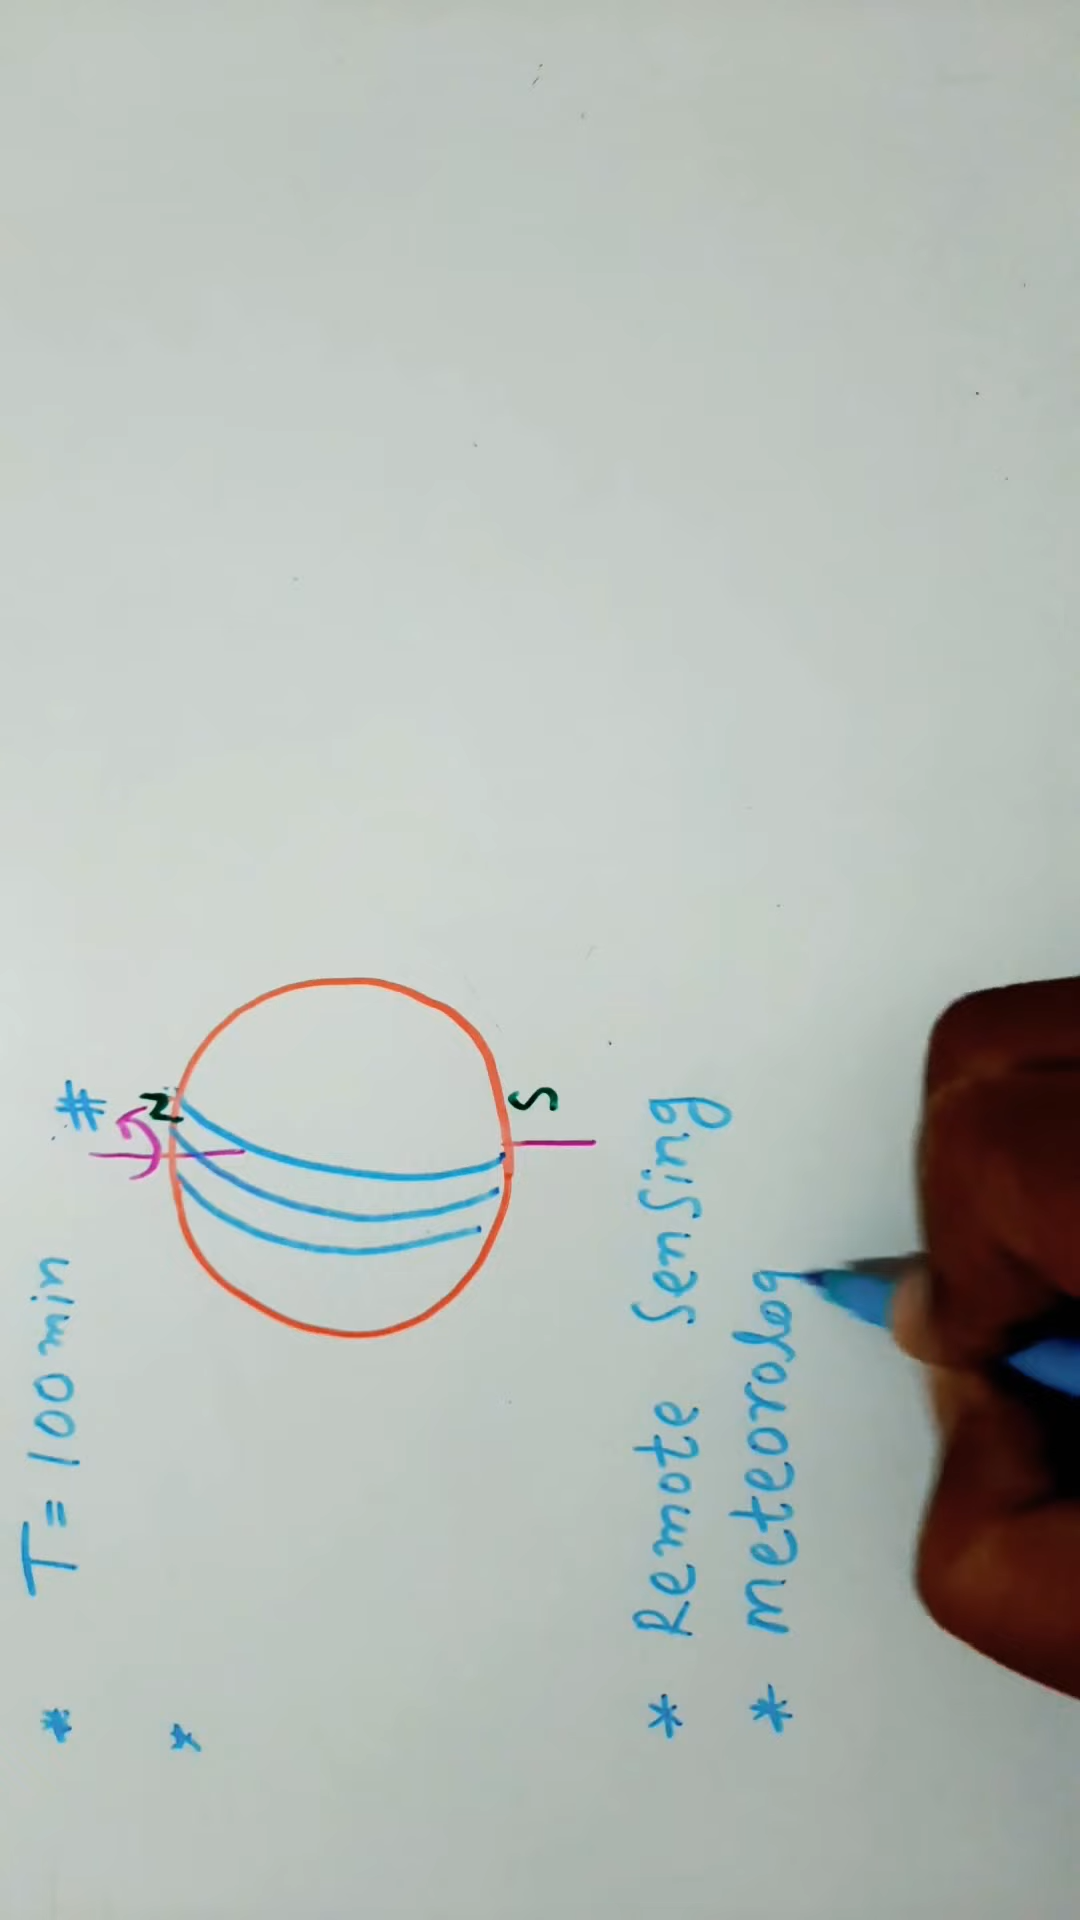 #
* T = 100 min
*
N
S
* Remote Sensing
* meteorolog